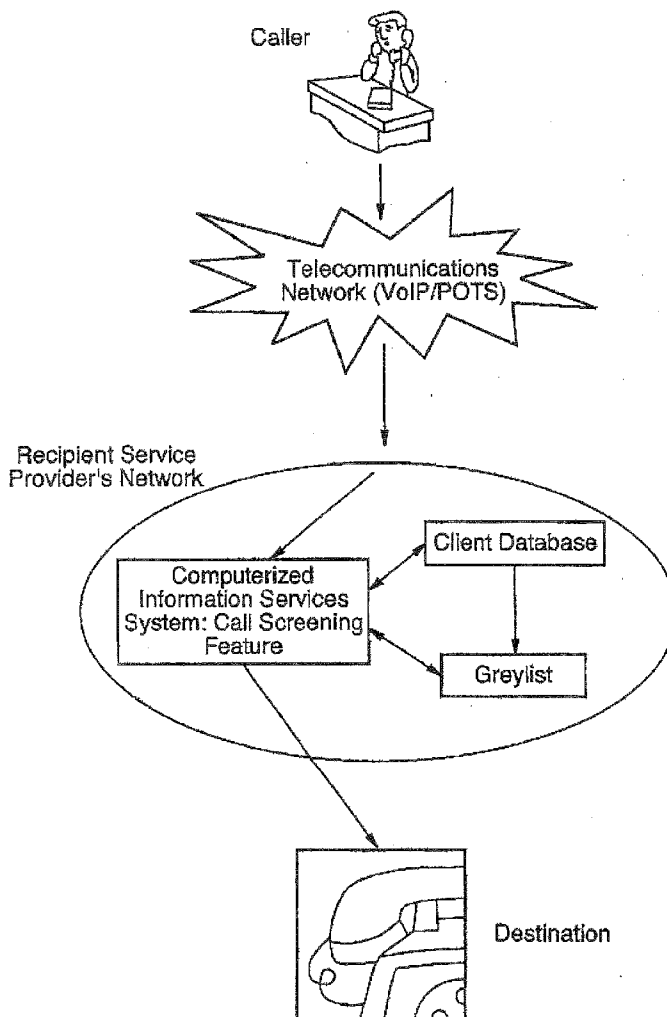 Caller
Telecommunications
Network (VoIP/POTS)
Recipient Service
Provider's Network
Computerized
Information Services
System: Call Screening
Feature
Client Database
Greylist
Destination